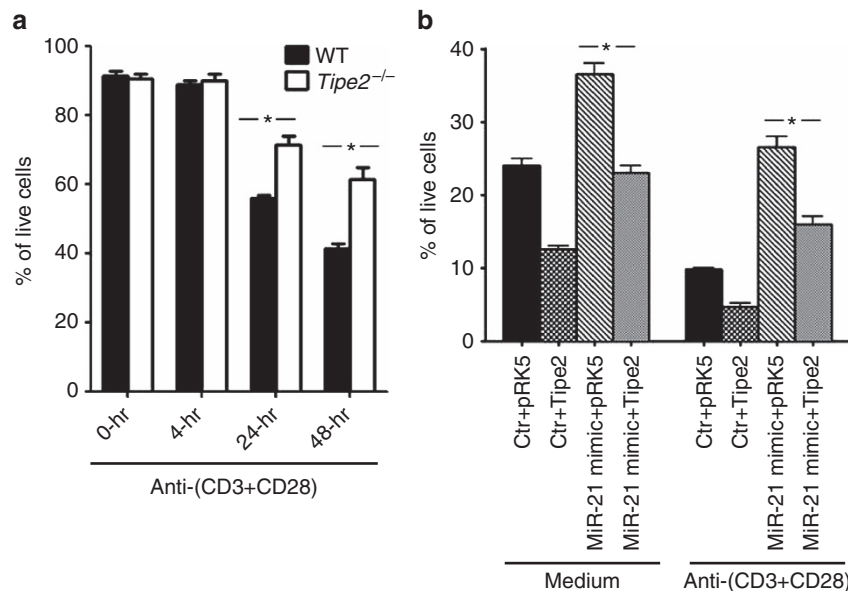 a
100
80
60
40
20
0
% of live cells
WT
Tipe2−/−
*
*
0-hr
4-hr
24-hr
48-hr
Anti-(CD3+CD28)
b
40
30
20
10
0
% of live cells
*
*
Ctr+pRK5
Ctr+Tipe2
MiR-21 mimic+pRK5
MiR-21 mimic+Tipe2
Ctr+pRK5
Ctr+Tipe2
MiR-21 mimic+pRK5
MiR-21 mimic+Tipe2
Medium
Anti-(CD3+CD28)